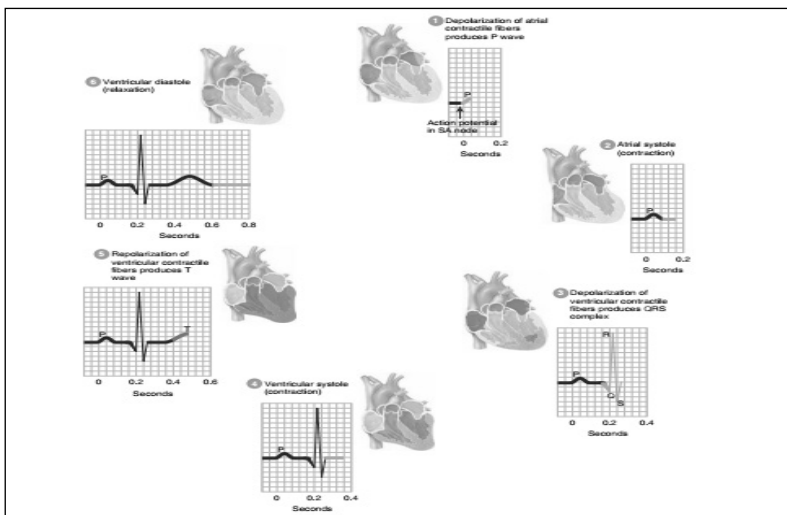 1 Depolarization of atrial
contractile fibers
produces P wave
P
Action potential
in SA node
0 0.2
Seconds
2 Atrial systole
(contraction)
P
0 0.2
Seconds
3 Depolarization of
ventricular contractile
fibers produces QRS
complex
R
P
Q
S
0 0.2 0.4
Seconds
4 Ventricular systole
(contraction)
P
0 0.2 0.4
Seconds
5 Repolarization of
ventricular contractile
fibers produces T
wave
P
T
0 0.2 0.4 0.6
Seconds
6 Ventricular diastole
(relaxation)
P
0 0.2 0.4 0.6 0.8
Seconds